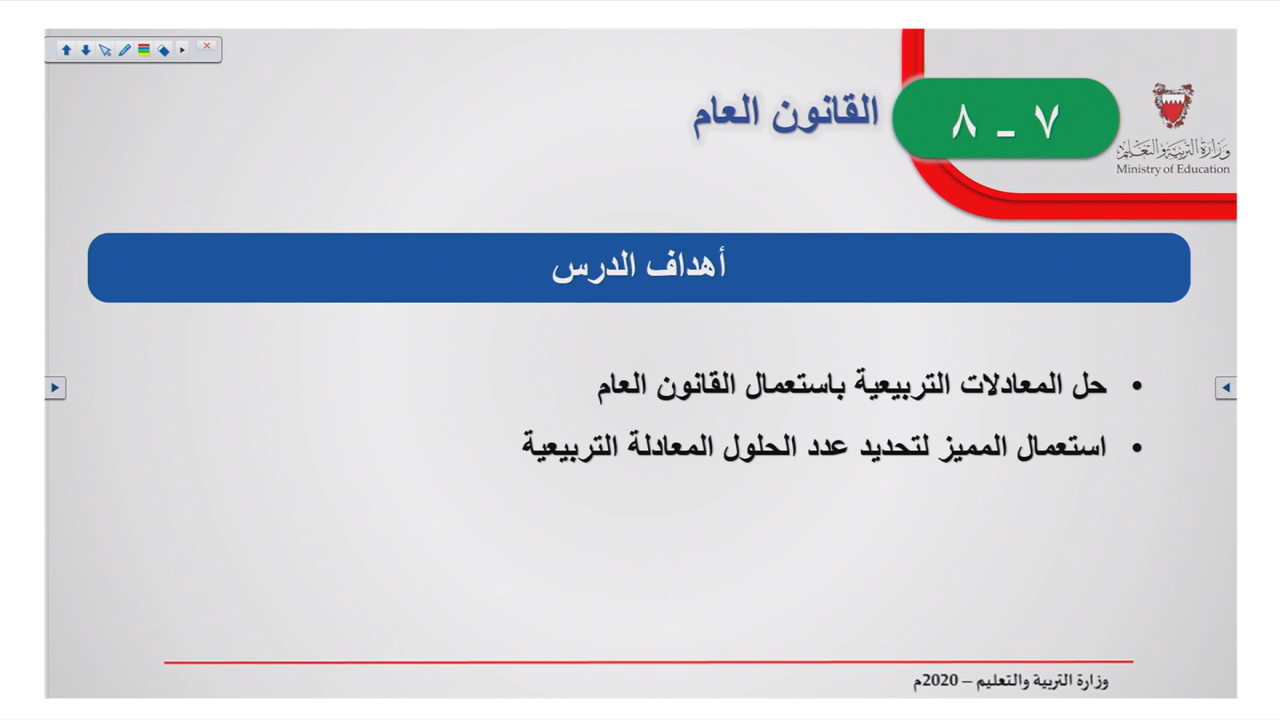 ٧ - ٨
القانون العام
وزارة التربية والتعليم
Ministry of Education
أهداف الدرس
• حل المعادلات التربيعية باستعمال القانون العام
• استعمال المميز لتحديد عدد الحلول المعادلة التربيعية
وزارة التربية والتعليم – 2020م